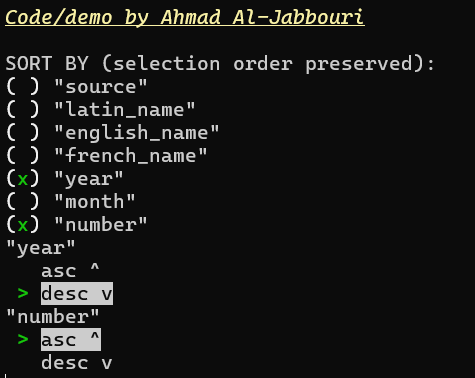 Code/demo by Ahmad Al-Jabbouri
SORT BY (selection order preserved):
( ) "source"
( ) "latin_name"
( ) "english_name"
( ) "french_name"
(x) "year"
( ) "month"
(x) "number"
"year"
asc ^
> desc v
"number"
> asc ^
desc v